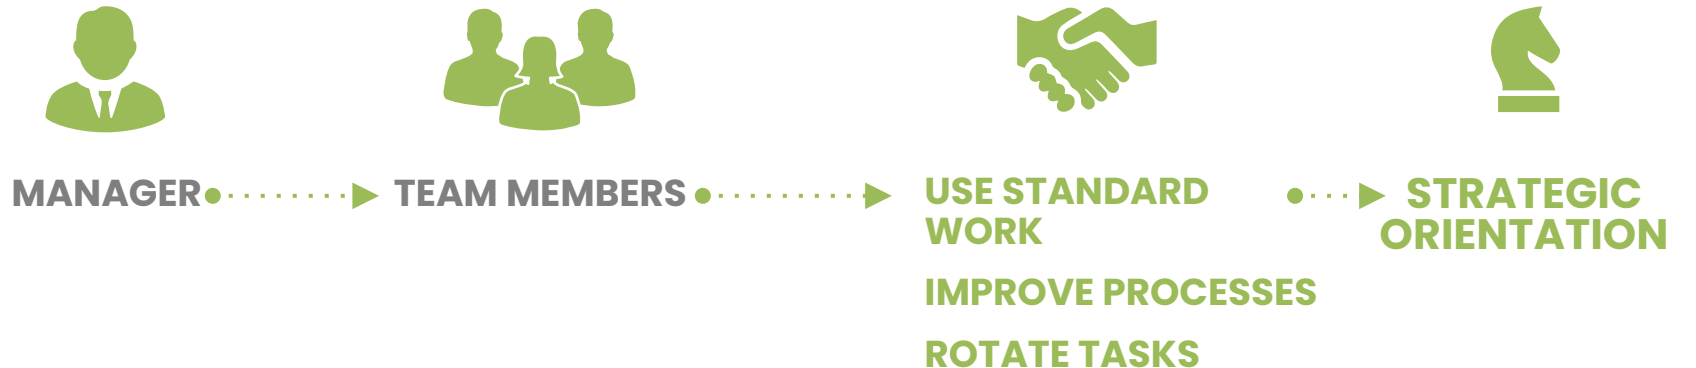 MANAGER
TEAM MEMBERS
USE STANDARD
WORK
IMPROVE PROCESSES
ROTATE TASKS
STRATEGIC
ORIENTATION